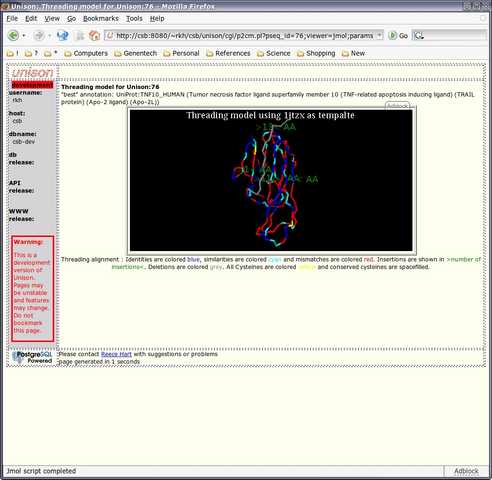 Unison: Threading model for Unison:76 - Mozilla Firefox
File Edit View Go Bookmarks Tools Help
http://csb:8080/~rkh/csb/unison/cgi/p2cm.pl?pseq_id=76;viewer=jmol;params
Go
! ? * Computers Genentech Personal References Science Shopping New
unison
development
username:
rkh
host:
csb
dbname:
csb-dev
db
release:
API
release:
WWW
release:
Warning:
This is a
development
version of
Unison.
Pages may
be unstable
and features
may change.
Do not
bookmark
this page.
Threading model for Unison:76
"best" annotation: UniProt:TNF10_HUMAN (Tumor necrosis factor ligand superfamily member 10 (TNF-related apoptosis inducing ligand) (TRAIL
protein) (Apo-2 ligand) (Apo-2L))
Adblock
Threading model using 1jtzx as tempalte
AA
AA: AA
Threading alignment : Identities are colored blue, similarities are colored cyan and mismatches are colored red. Insertions are shown in >number of
insertions<. Deletions are colored grey. All Cysteines are colored yellow and conserved cysteines are spacefilled.
PostgreSQL
Powered
Please contact Reece Hart with suggestions or problems
page generated in 1 seconds
Jmol script completed
Adblock